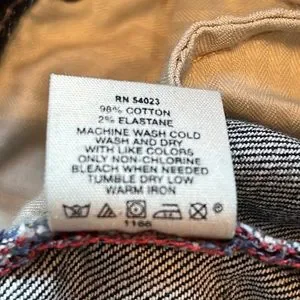 RN 54023
98% COTTON
2% ELASTANE
MACHINE WASH COLD
WASH AND DRY
WITH LIKE COLORS
ONLY NON-CHLORINE
BLEACH WHEN NEEDED
TUMBLE DRY LOW
WARM IRON
1166